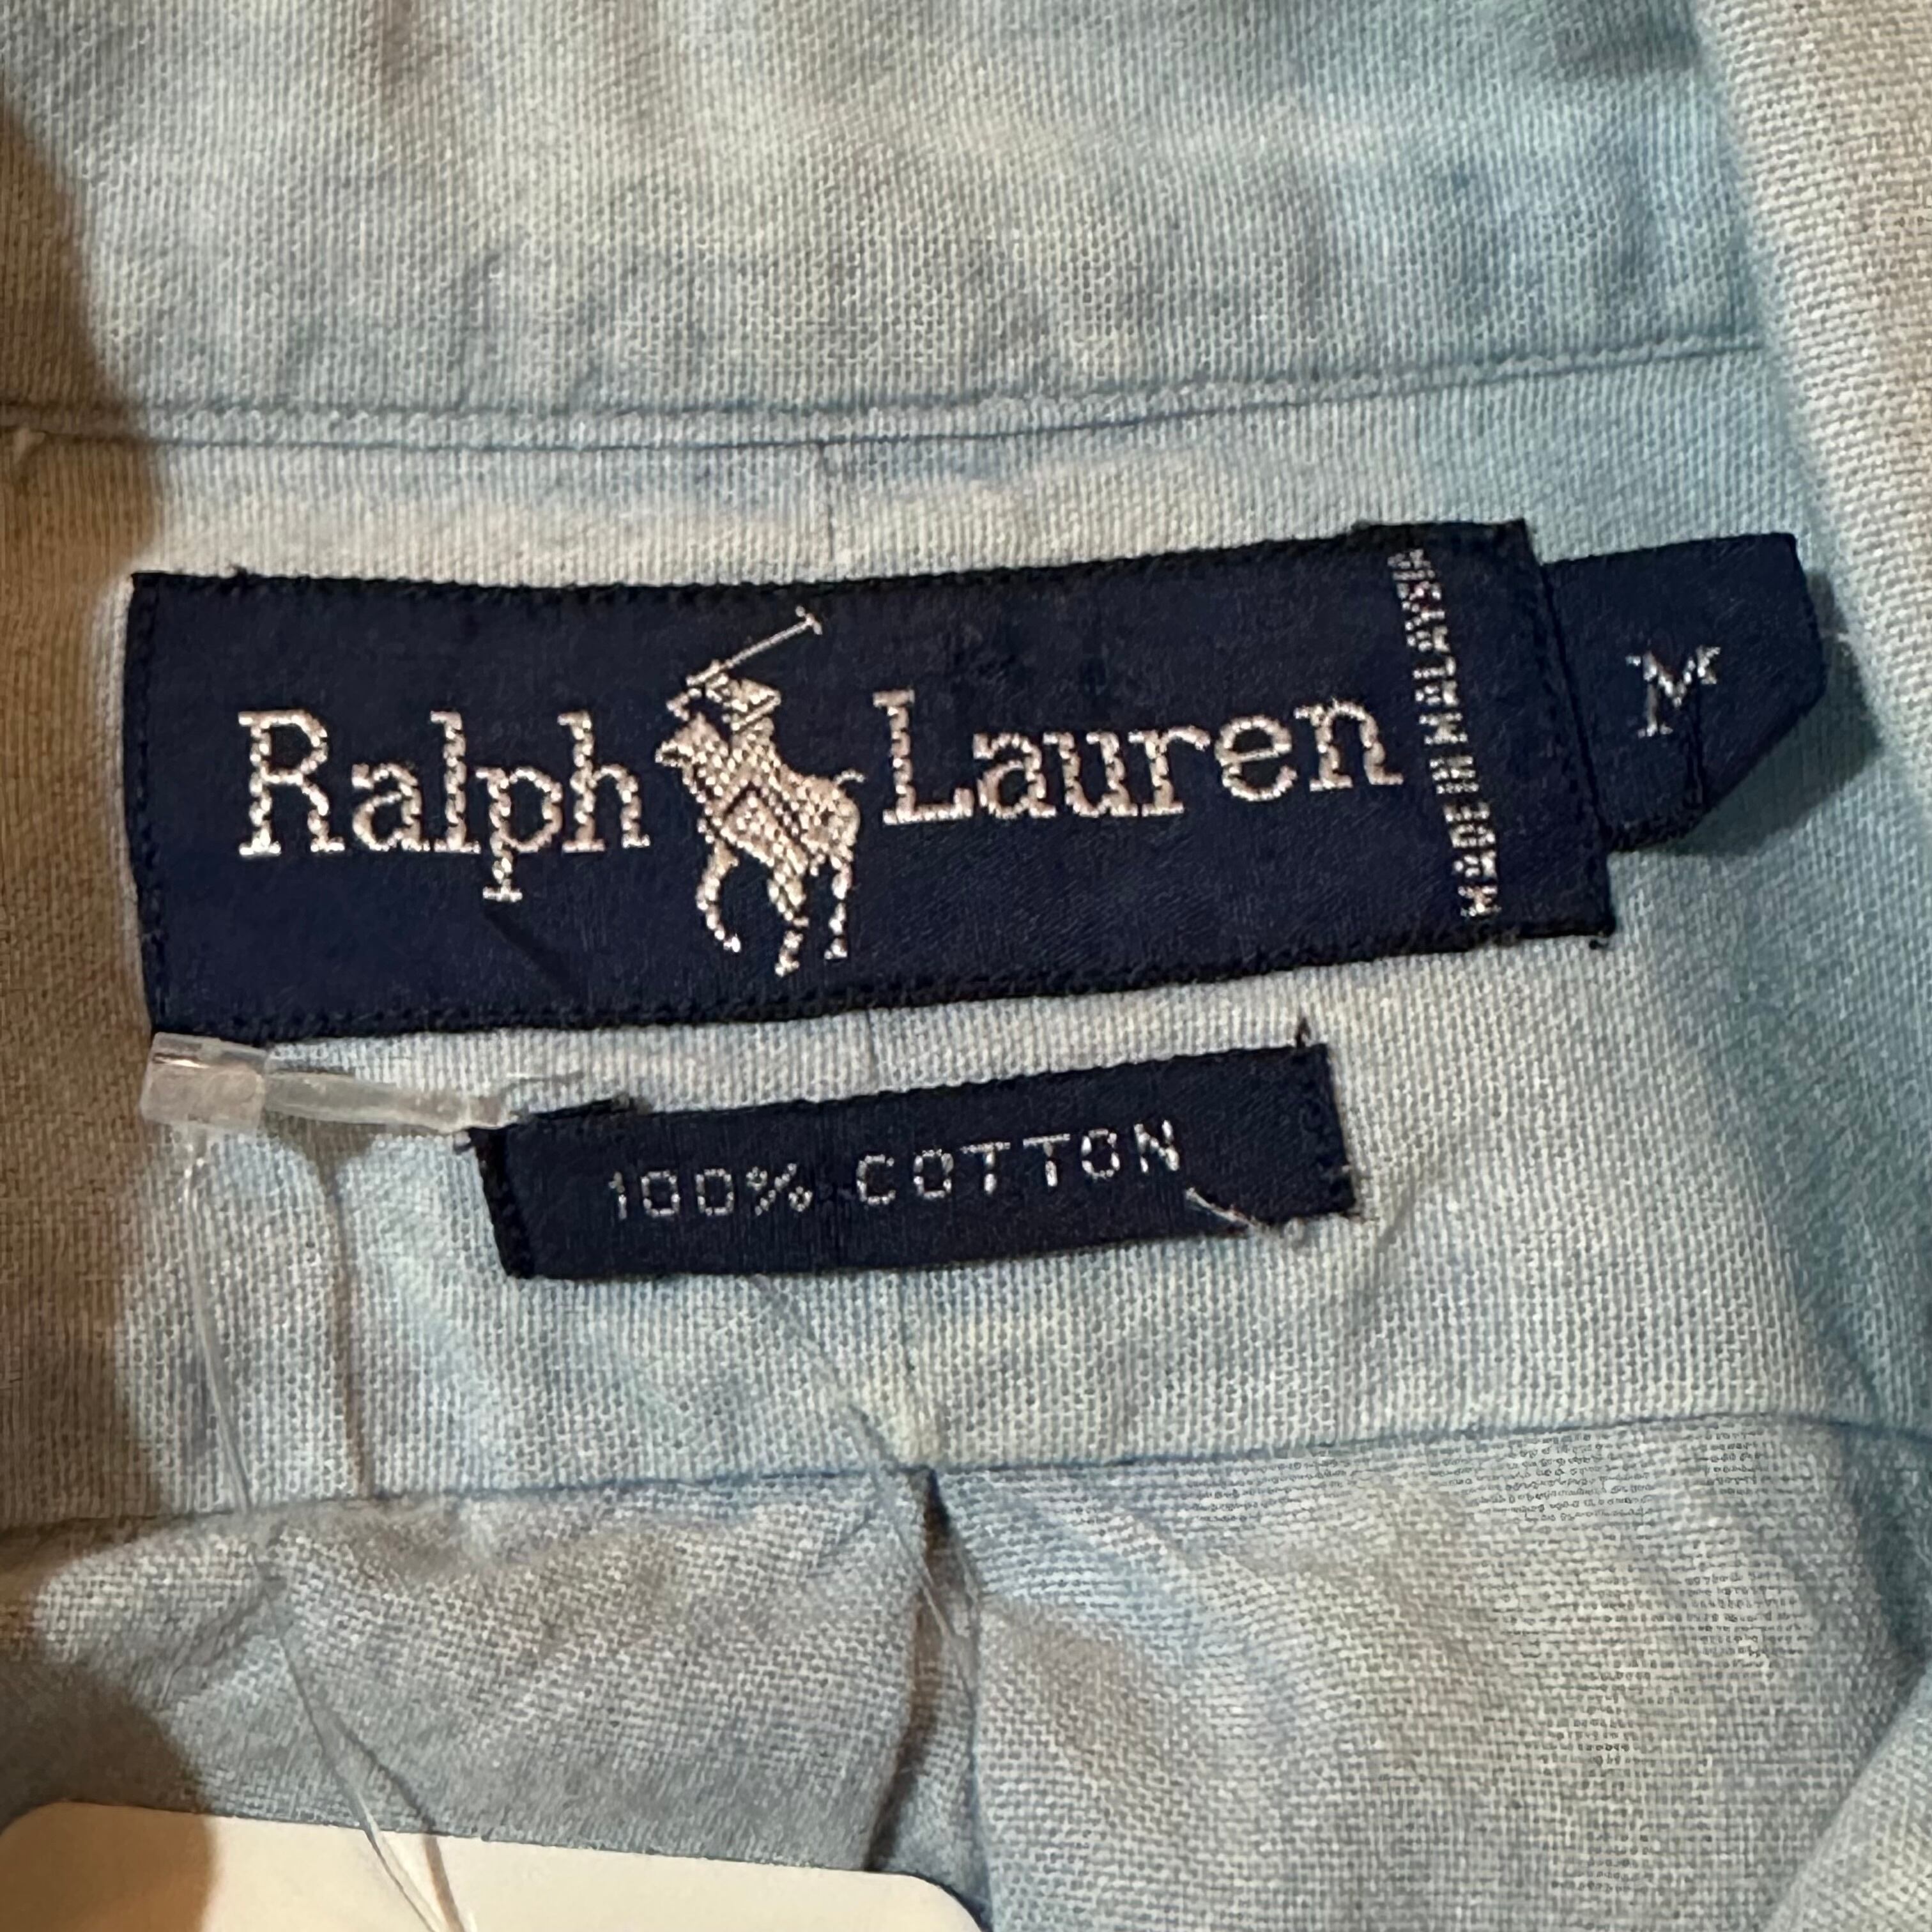 Ralph Lauren
MADE IN MALAYSIA
M
100% COTTON